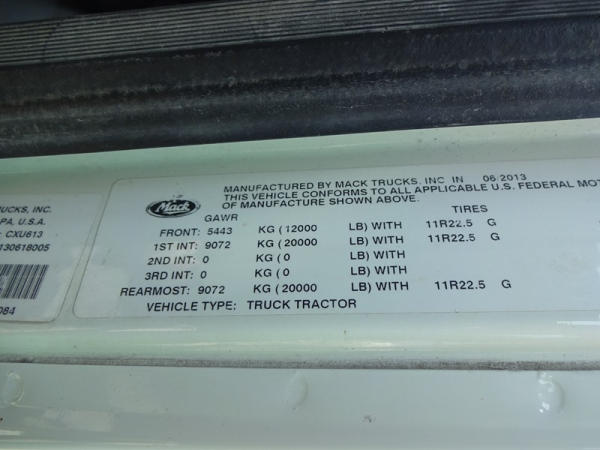 RUCKS, INC.
PA, U.S.A.
: CXU613
130618005
084
Mack
MANUFACTURED BY MACK TRUCKS, INC. IN 06/2013
THIS VEHICLE CONFORMS TO ALL APPLICABLE U.S. FEDERAL MOT
OF MANUFACTURE SHOWN ABOVE.
GAWR TIRES
FRONT: 5443 KG ( 12000 LB) WITH 11R22.5 G
1ST INT: 9072 KG ( 20000 LB) WITH 11R22.5 G
2ND INT: 0 KG ( 0 LB) WITH
3RD INT: 0 KG ( 0 LB) WITH
REARMOST: 9072 KG ( 20000 LB) WITH 11R22.5 G
VEHICLE TYPE: TRUCK TRACTOR